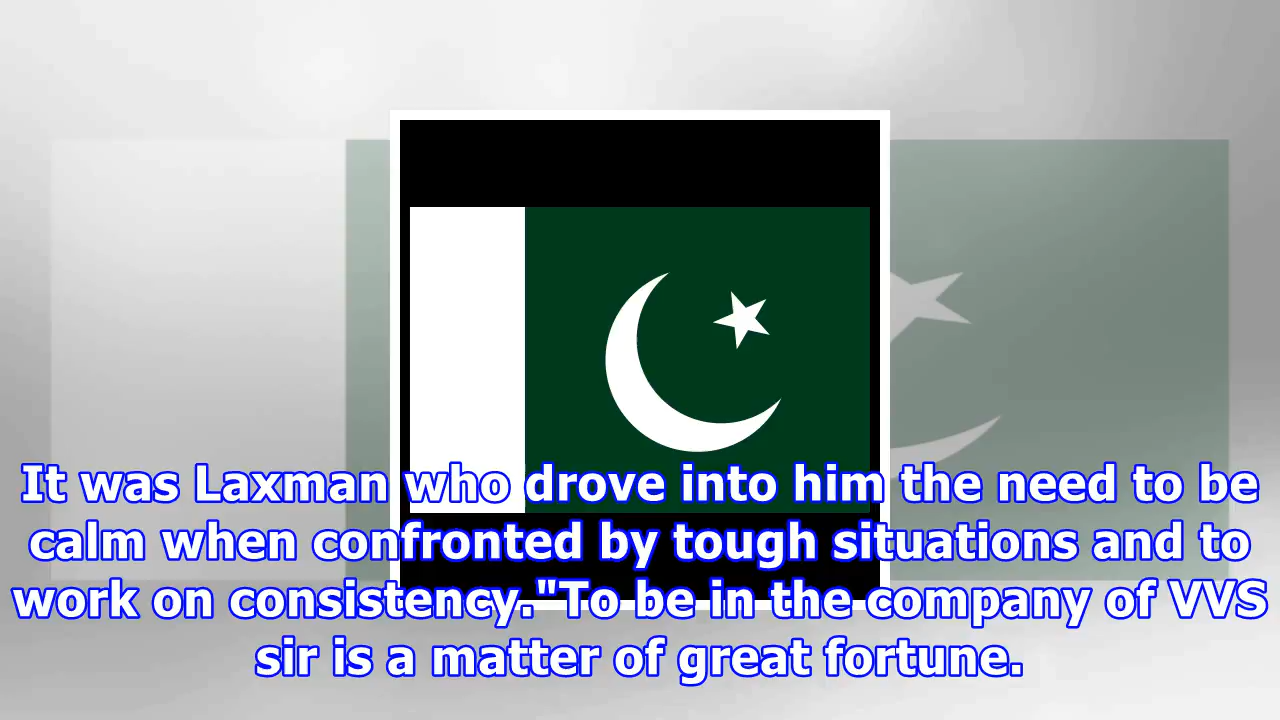 It was Laxman who drove into him the need to be
calm when confronted by tough situations and to
work on consistency."To be in the company of VVS
sir is a matter of great fortune.